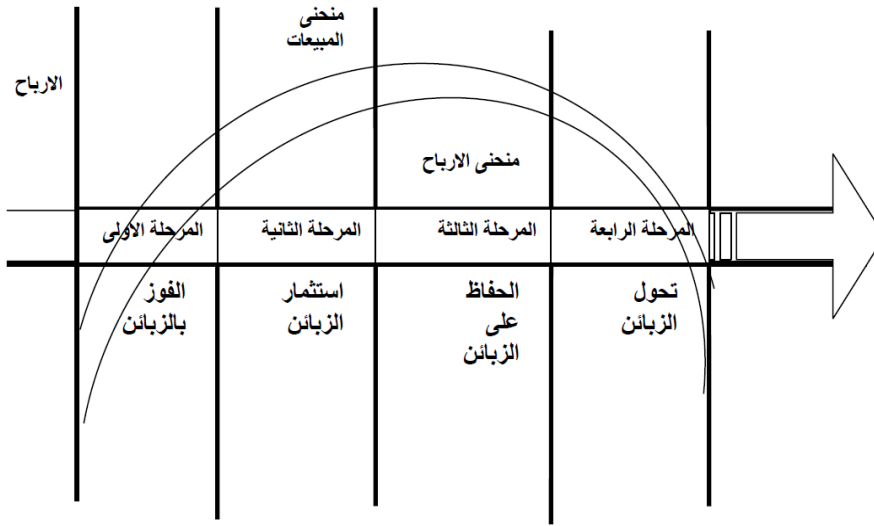 منحنى
المبيعات
الارباح
منحنى الارباح
المرحلة الاولى
المرحلة الثانية
المرحلة الثالثة
المرحلة الرابعة
الفوز
بالزبائن
استثمار
الزبائن
الحفاظ
على
الزبائن
تحول
الزبائن